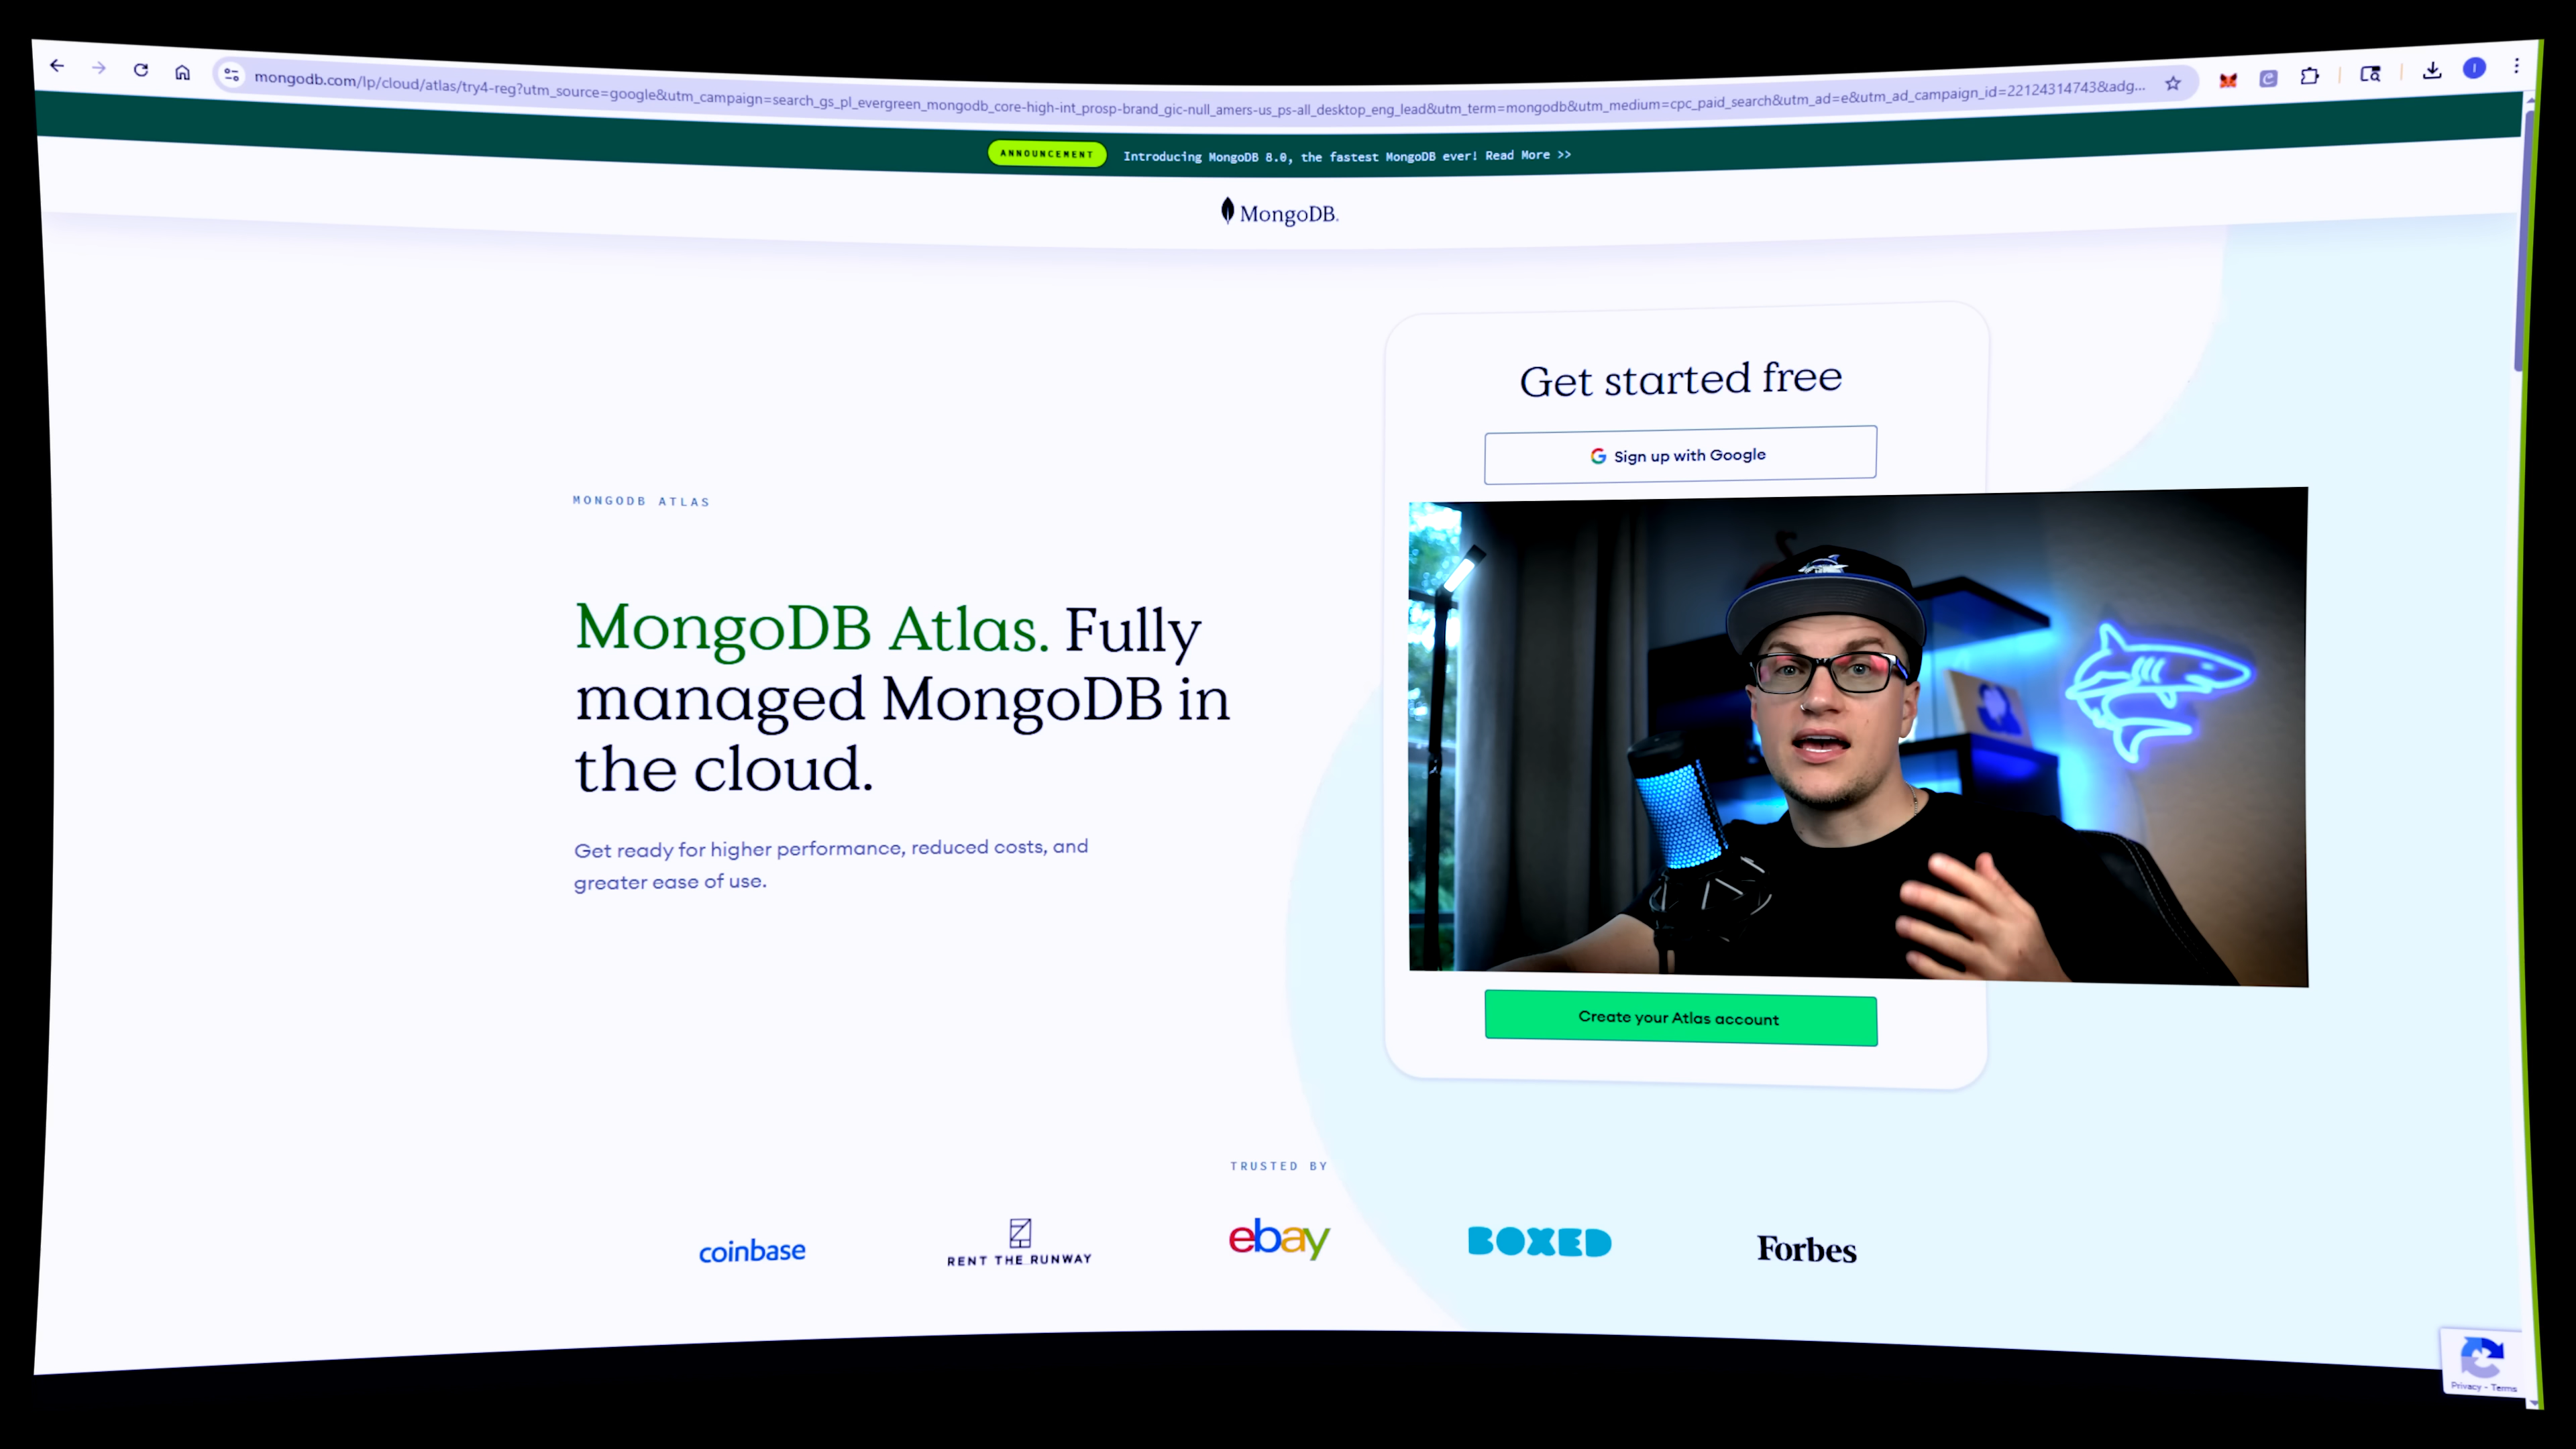 mongodb.com/lp/cloud/atlas/try4-reg?utm_source=google&utm_campaign=search_gs_pl_evergreen_mongodb_core-high-int_prosp-brand_gic-null_amers-us_ps-all_desktop_eng_lead&utm_term=mongodb&utm_medium=cpc_paid_search&utm_ad=e&utm_ad_campaign_id=22124314743&adg...
ANNOUNCEMENT Introducing MongoDB 8.0, the fastest MongoDB ever! Read More >>
MongoDB.
Get started free
Sign up with Google
MONGODB ATLAS
MongoDB Atlas. Fully
managed MongoDB in
the cloud.
Get ready for higher performance, reduced costs, and
greater ease of use.
Create your Atlas account
TRUSTED BY
coinbase
RENT THE RUNWAY
ebay
BOXED
Forbes
Privacy - Terms